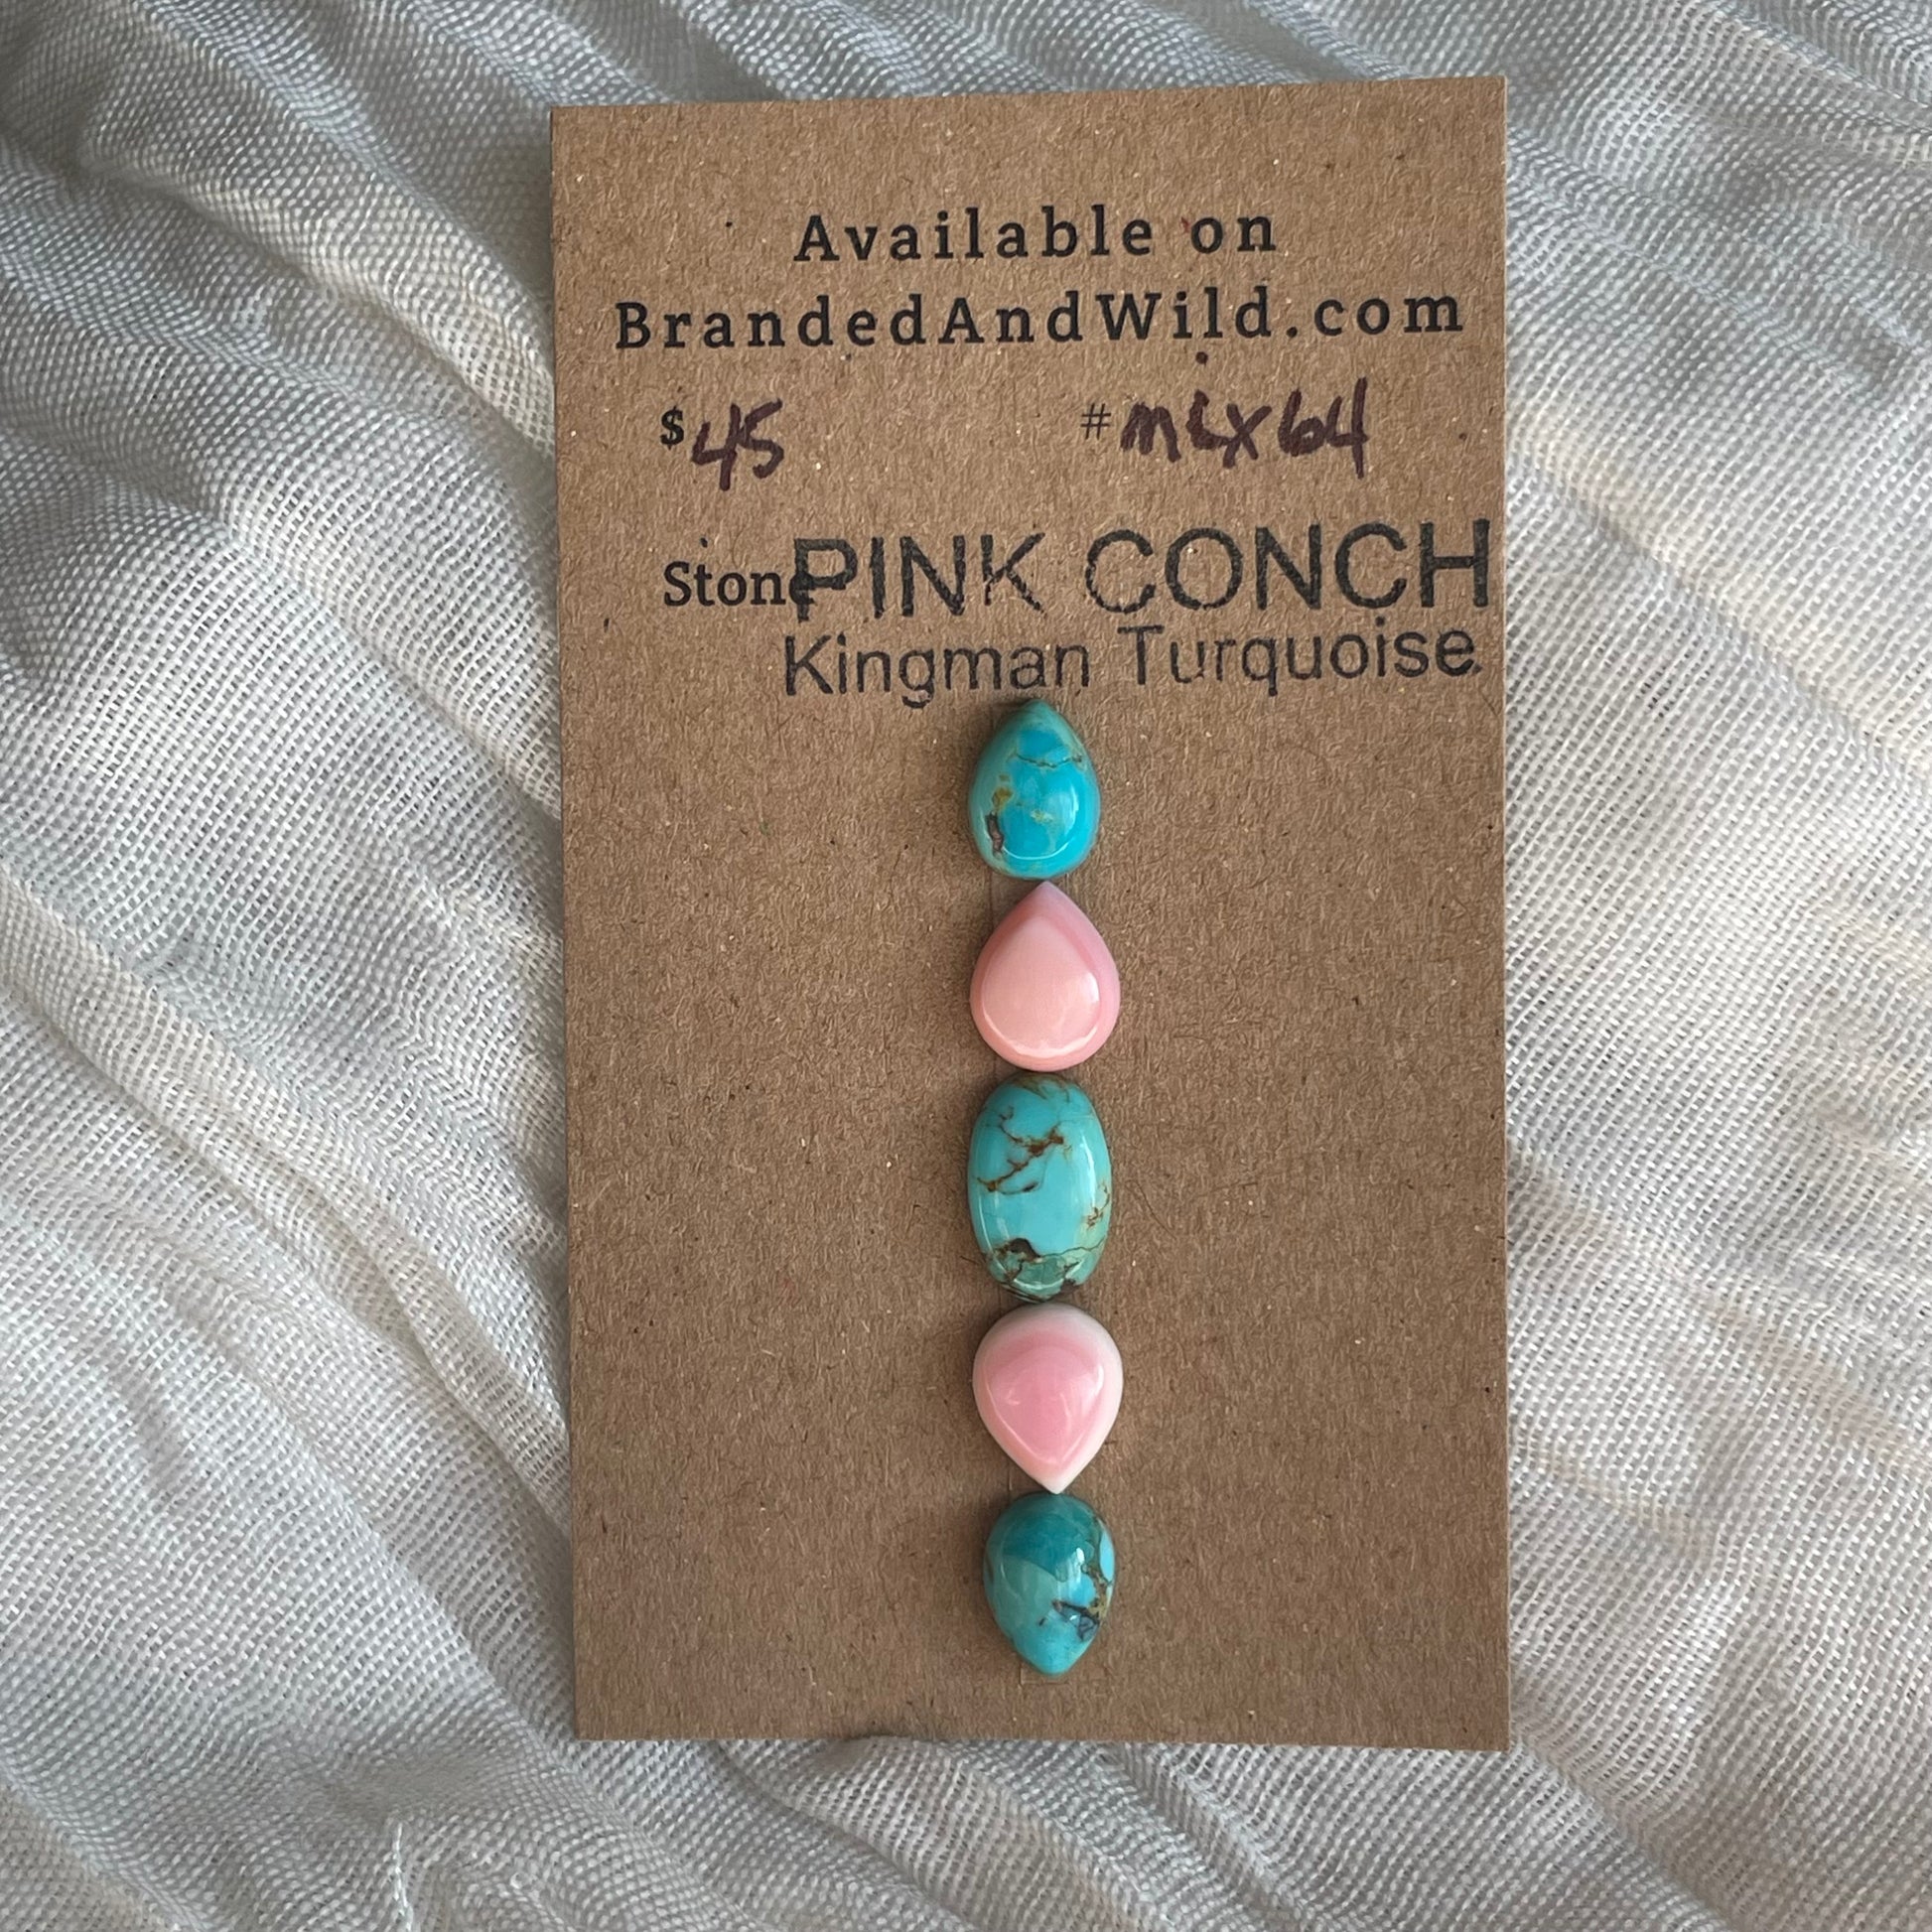 Available on
BrandedAndWild.com
$45 #mix64
Stone PINK CONCH
Kingman Turquoise